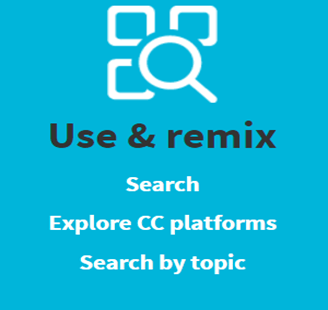 Use & remix
Search
Explore CC platforms
Search by topic